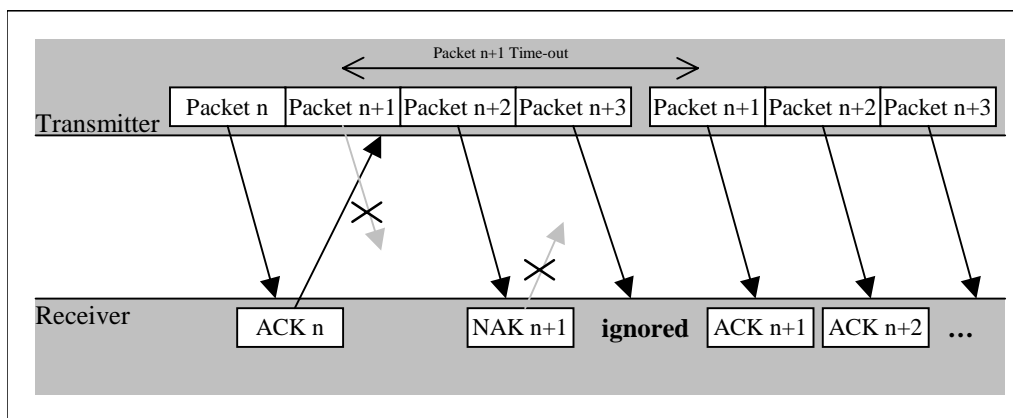 Packet n+1 Time-out
Packet n Packet n+1 Packet n+2 Packet n+3 Packet n+1 Packet n+2 Packet n+3
Transmitter
Receiver
ACK n NAK n+1 ignored ACK n+1 ACK n+2 ...